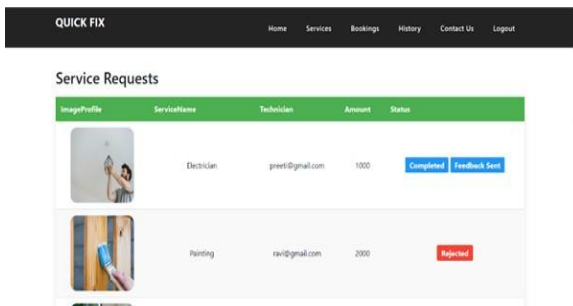 QUICK FIX
Home Services Bookings History Contact Us Logout
Service Requests
ImageProfile ServiceName Technician Amount Status
Electrician preeti@gmail.com 1000 Completed Feedback Sent
Painting ravi@gmail.com 2000 Rejected